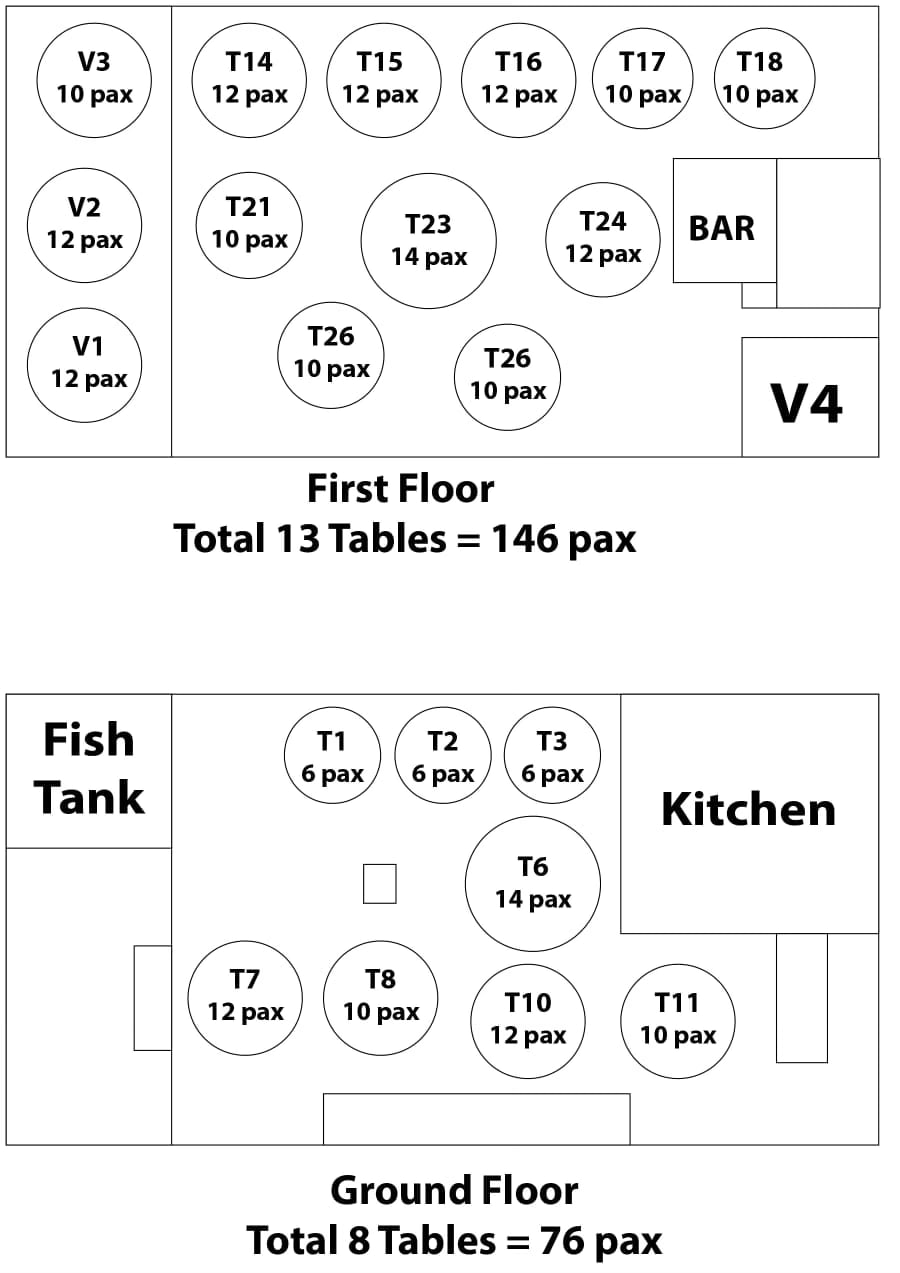 V3
10 pax
T14
12 pax
T15
12 pax
T16
12 pax
T17
10 pax
T18
10 pax
V2
12 pax
T21
10 pax
T23
14 pax
T24
12 pax
BAR
V1
12 pax
T26
10 pax
T26
10 pax
V4
First Floor
Total 13 Tables = 146 pax
Fish
Tank
T1
6 pax
T2
6 pax
T3
6 pax
Kitchen
T6
14 pax
T7
12 pax
T8
10 pax
T10
12 pax
T11
10 pax
Ground Floor
Total 8 Tables = 76 pax